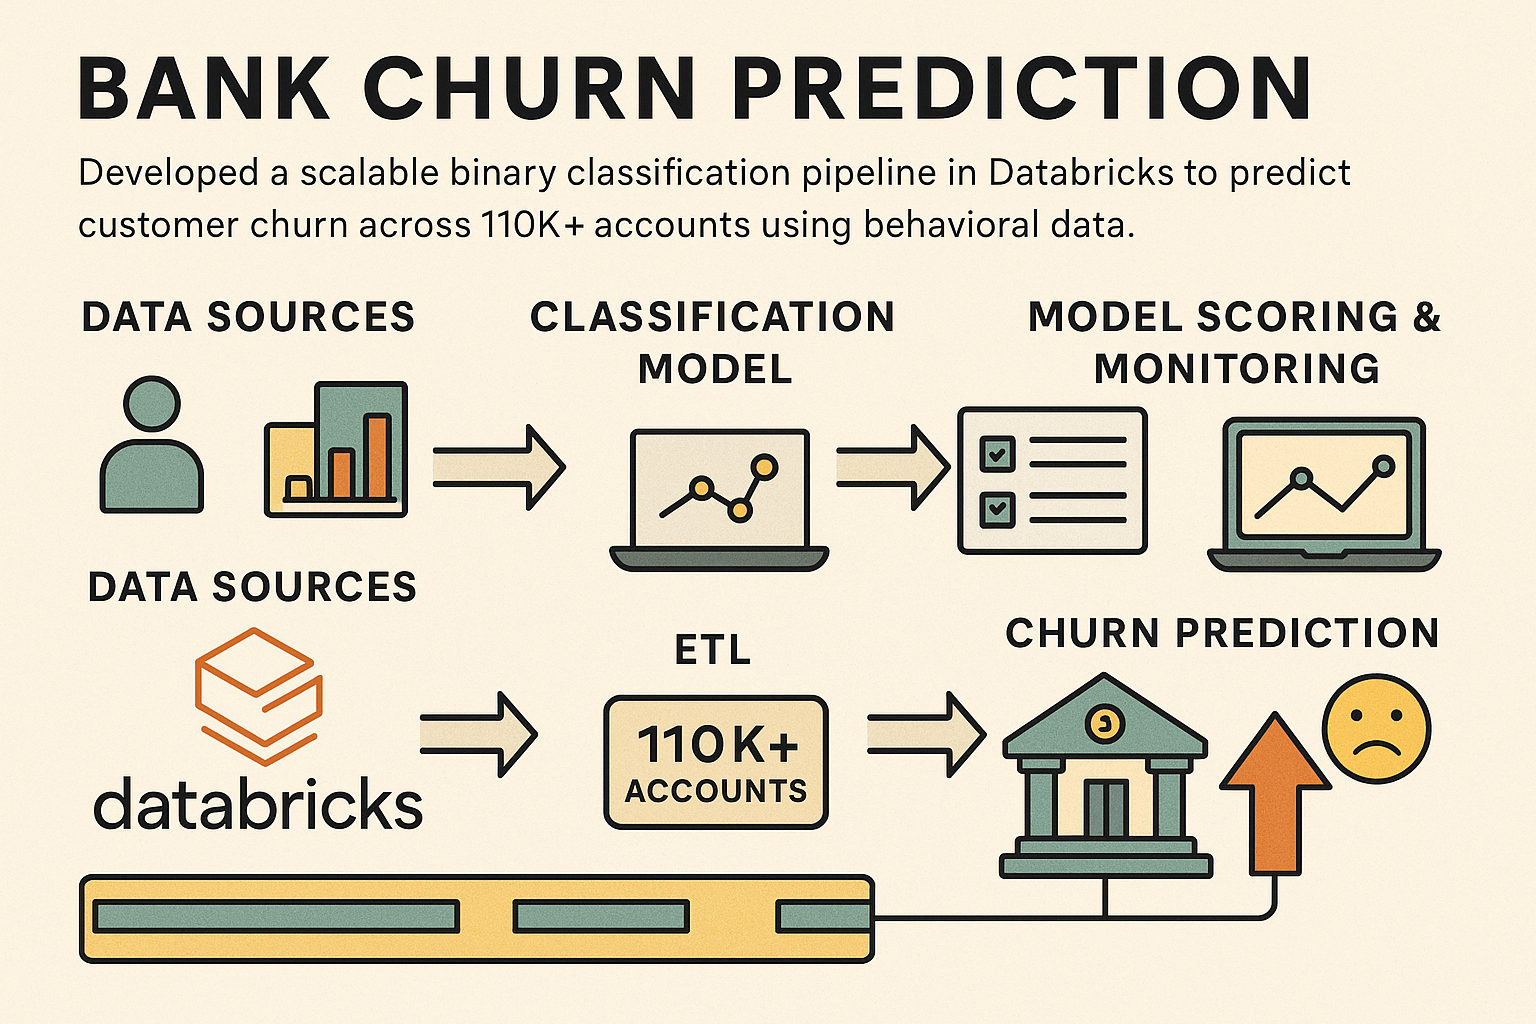 BANK CHURN PREDICTION
Developed a scalable binary classification pipeline in Databricks to predict
customer churn across 110K+ accounts using behavioral data.
DATA SOURCES
CLASSIFICATION
MODEL
MODEL SCORING &
MONITORING
DATA SOURCES
databricks
ETL
110K+
ACCOUNTS
CHURN PREDICTION